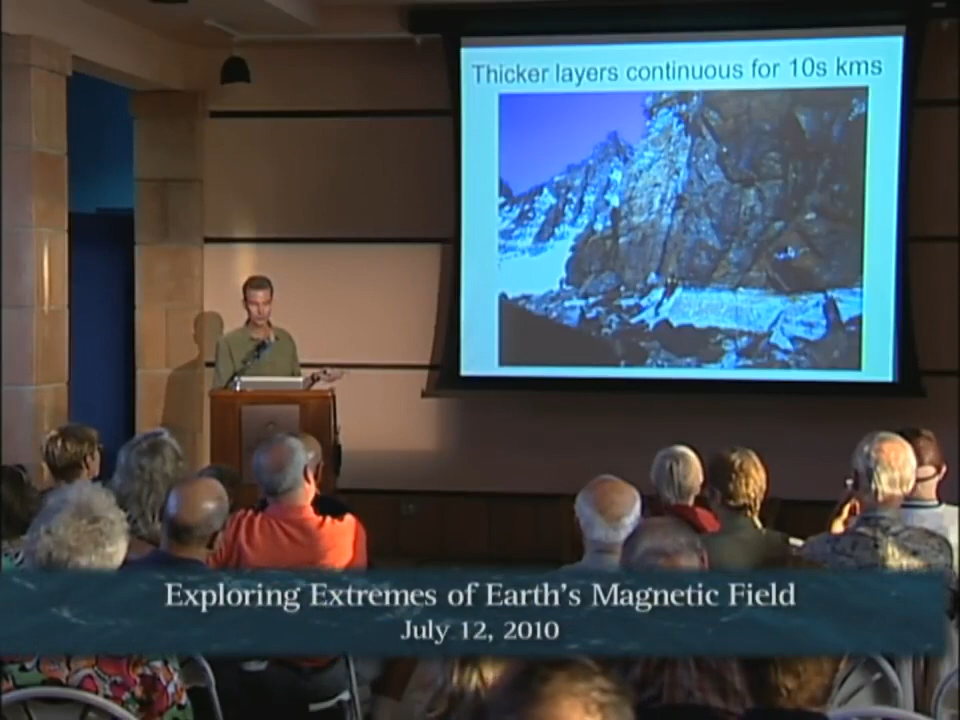 Thicker layers continuous for 10s kms
Exploring Extremes of Earth's Magnetic Field
July 12, 2010